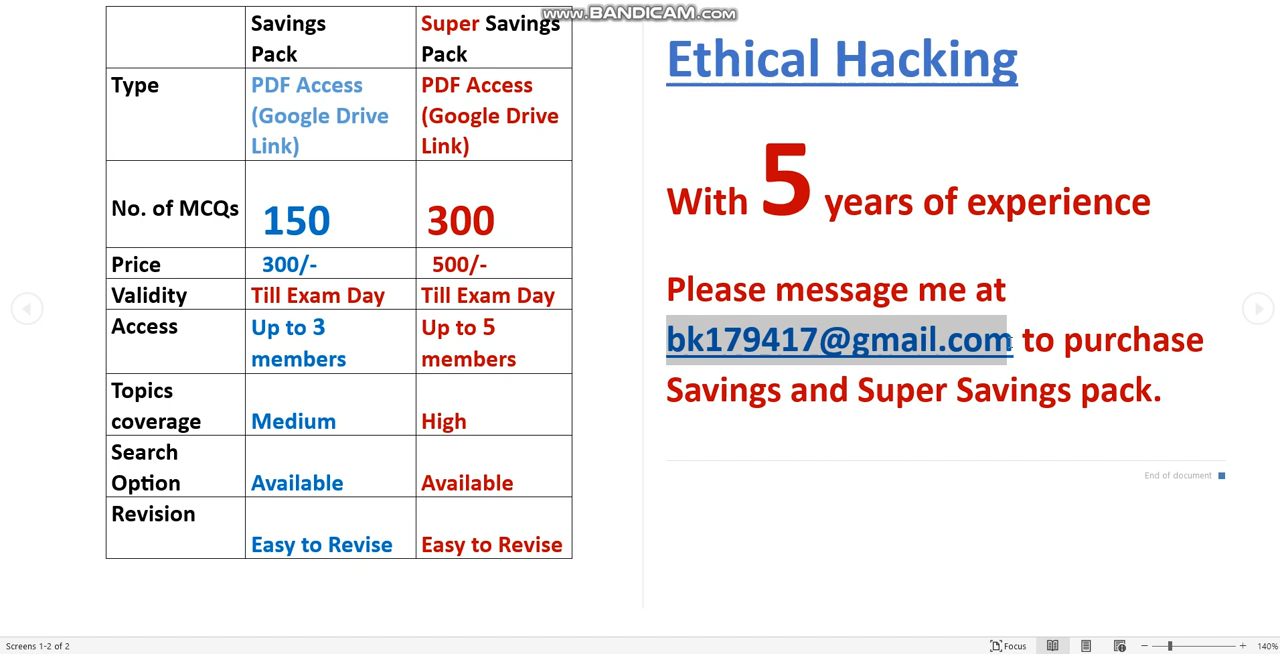 www.BANDICAM.com
Savings Pack
Super Savings Pack
Type
PDF Access (Google Drive Link)
PDF Access (Google Drive Link)
No. of MCQs
150
300
Price
300/-
500/-
Validity
Till Exam Day
Till Exam Day
Access
Up to 3 members
Up to 5 members
Topics coverage
Medium
High
Search Option
Available
Available
Revision
Easy to Revise
Easy to Revise
Ethical Hacking
With 5 years of experience
Please message me at
bk179417@gmail.com to purchase
Savings and Super Savings pack.
End of document
Screens 1-2 of 2
Focus
140%